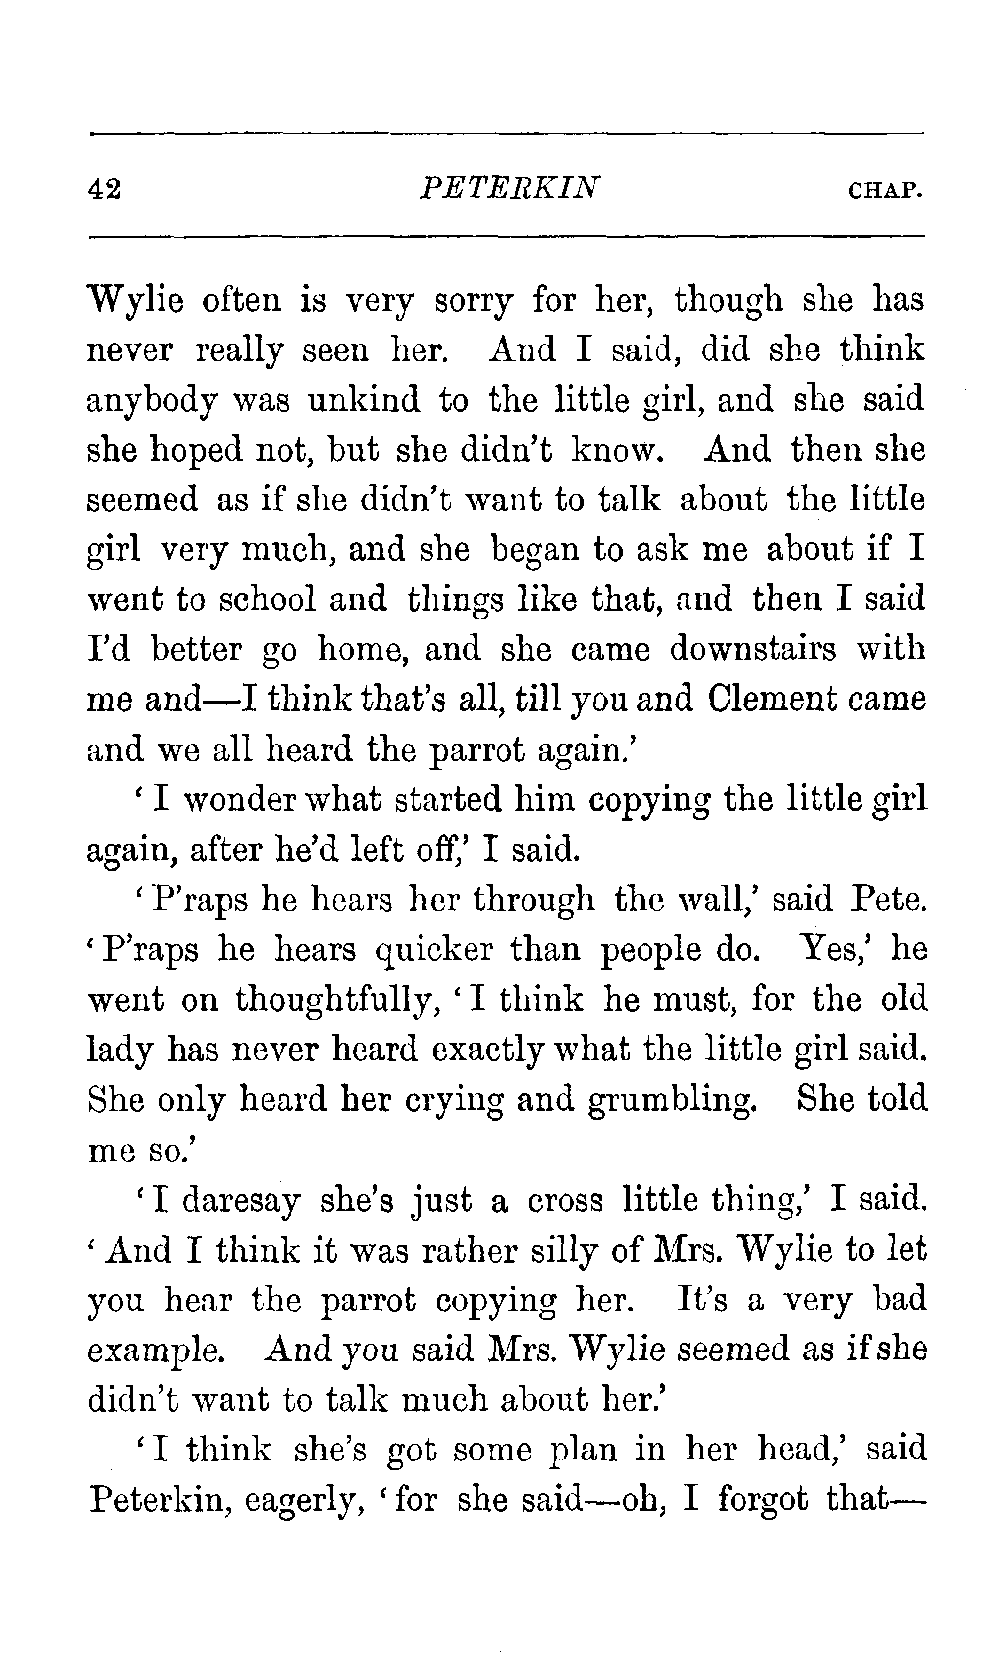 42 PETERKIN CHAP.
Wylie often is very sorry for her, though she has
never really seen her. And I said, did she think
anybody was unkind to the little girl, and she said
she hoped not, but she didn't know. And then she
seemed as if she didn't want to talk about the little
girl very much, and she began to ask me about if I
went to school and things like that, and then I said
I'd better go home, and she came downstairs with
me and—I think that's all, till you and Clement came
and we all heard the parrot again.'
'I wonder what started him copying the little girl
again, after he'd left off,' I said.
'P'raps he hears her through the wall,' said Pete.
'P'raps he hears quicker than people do. Yes,' he
went on thoughtfully, 'I think he must, for the old
lady has never heard exactly what the little girl said.
She only heard her crying and grumbling. She told
me so.'
'I daresay she's just a cross little thing,' I said.
'And I think it was rather silly of Mrs. Wylie to let
you hear the parrot copying her. It's a very bad
example. And you said Mrs. Wylie seemed as if she
didn't want to talk much about her.'
'I think she's got some plan in her head,' said
Peterkin, eagerly, 'for she said—oh, I forgot that—